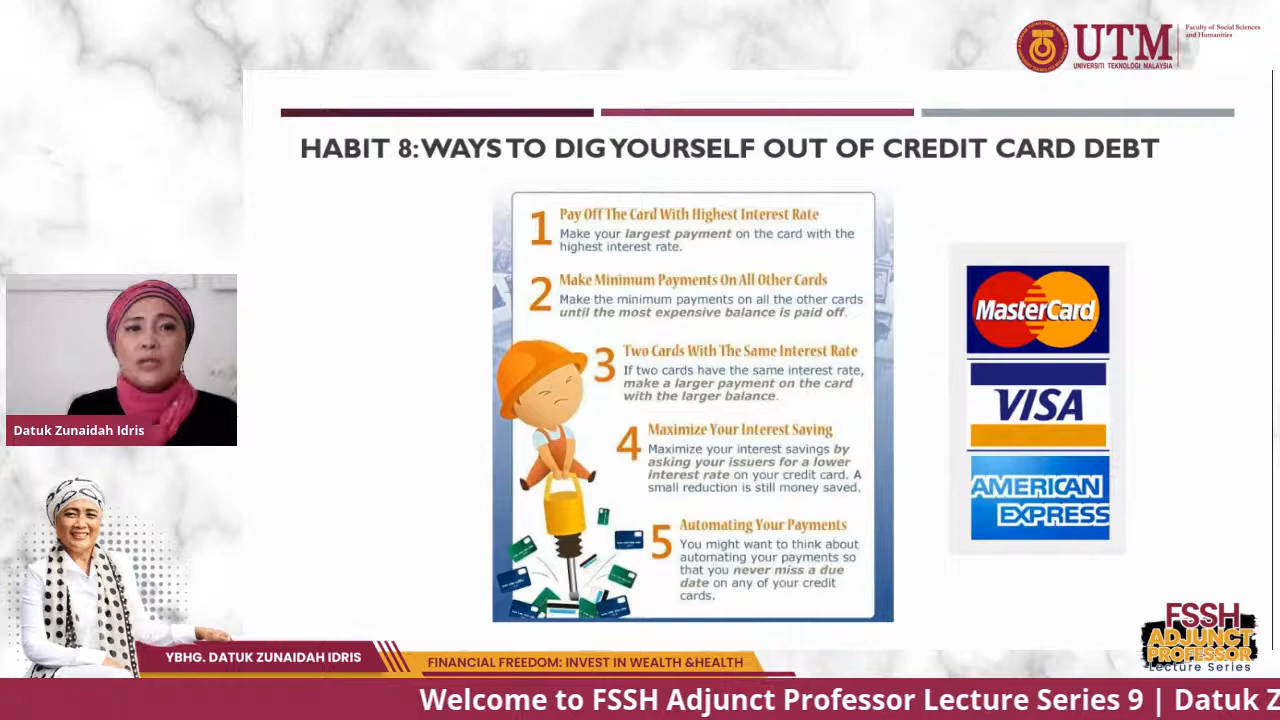 UTM
UNIVERSITI TEKNOLOGI MALAYSIA
Faculty of Social Sciences
and Humanities
HABIT 8: WAYS TO DIG YOURSELF OUT OF CREDIT CARD DEBT
1 Pay Off The Card With Highest Interest Rate
Make your largest payment on the card with the
highest interest rate.
2 Make Minimum Payments On All Other Cards
Make the minimum payments on all the other cards
until the most expensive balance is paid off.
3 Two Cards With The Same Interest Rate
If two cards have the same interest rate,
make a larger payment on the card
with the larger balance.
4 Maximize Your Interest Saving
Maximize your interest savings by
asking your issuers for a lower
interest rate on your credit card. A
small reduction is still money saved.
5 Automating Your Payments
You might want to think about
automating your payments so
that you never miss a due
date on any of your credit
cards.
MasterCard
VISA
AMERICAN
EXPRESS
Datuk Zunaidah Idris
YBHG. DATUK ZUNAIDAH IDRIS
FINANCIAL FREEDOM: INVEST IN WEALTH &HEALTH
FSSH
ADJUNCT
PROFESSOR
Lecture Series
Welcome to FSSH Adjunct Professor Lecture Series 9 | Datuk Z